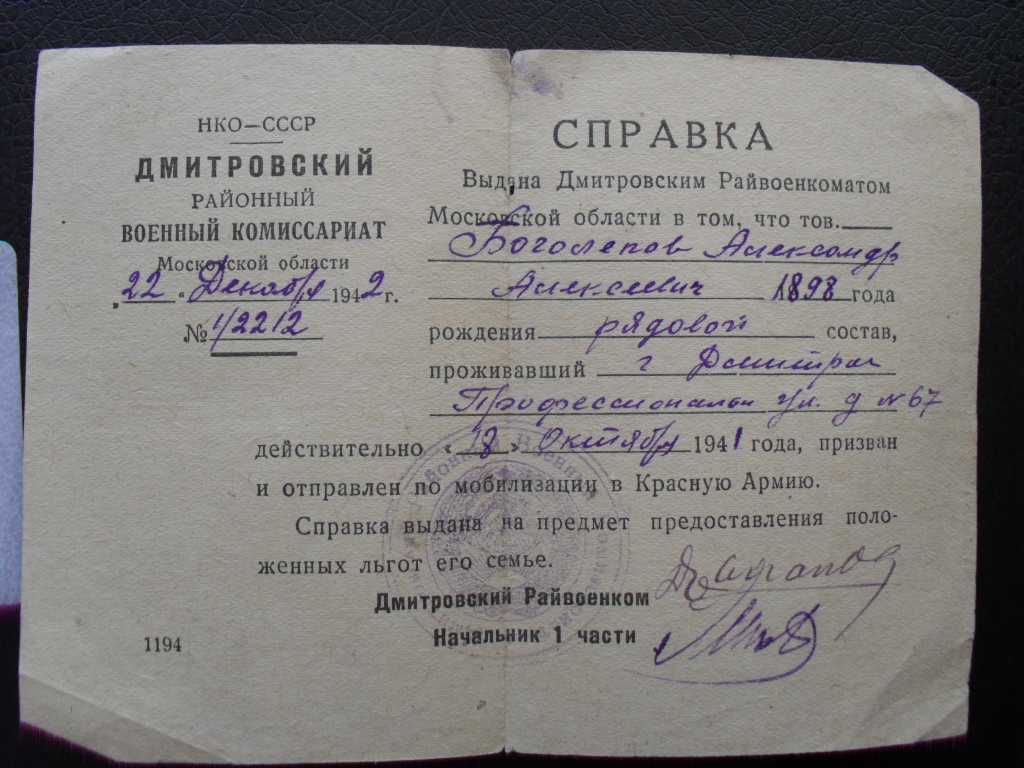 НКО—СССР
ДМИТРОВСКИЙ
РАЙОННЫЙ
ВОЕННЫЙ КОМИССАРИАТ
Московской области
„22 " Декабря 1942 г.
№ 1/2212
СПРАВКА
Выдана Дмитровским Райвоенкоматом
Московской области в том, что тов.
Боголепов Александр
Алексеевич 1898 года
рождения рядовой состав,
проживавший г Дмитров
Профессиональн ул. д № 67
действительно « 18 » октября 1941 года, призван
и отправлен по мобилизации в Красную Армию.
Справка выдана на предмет предоставления поло-
женных льгот его семье.
Дмитровский Райвоенком
Начальник 1 части
1194